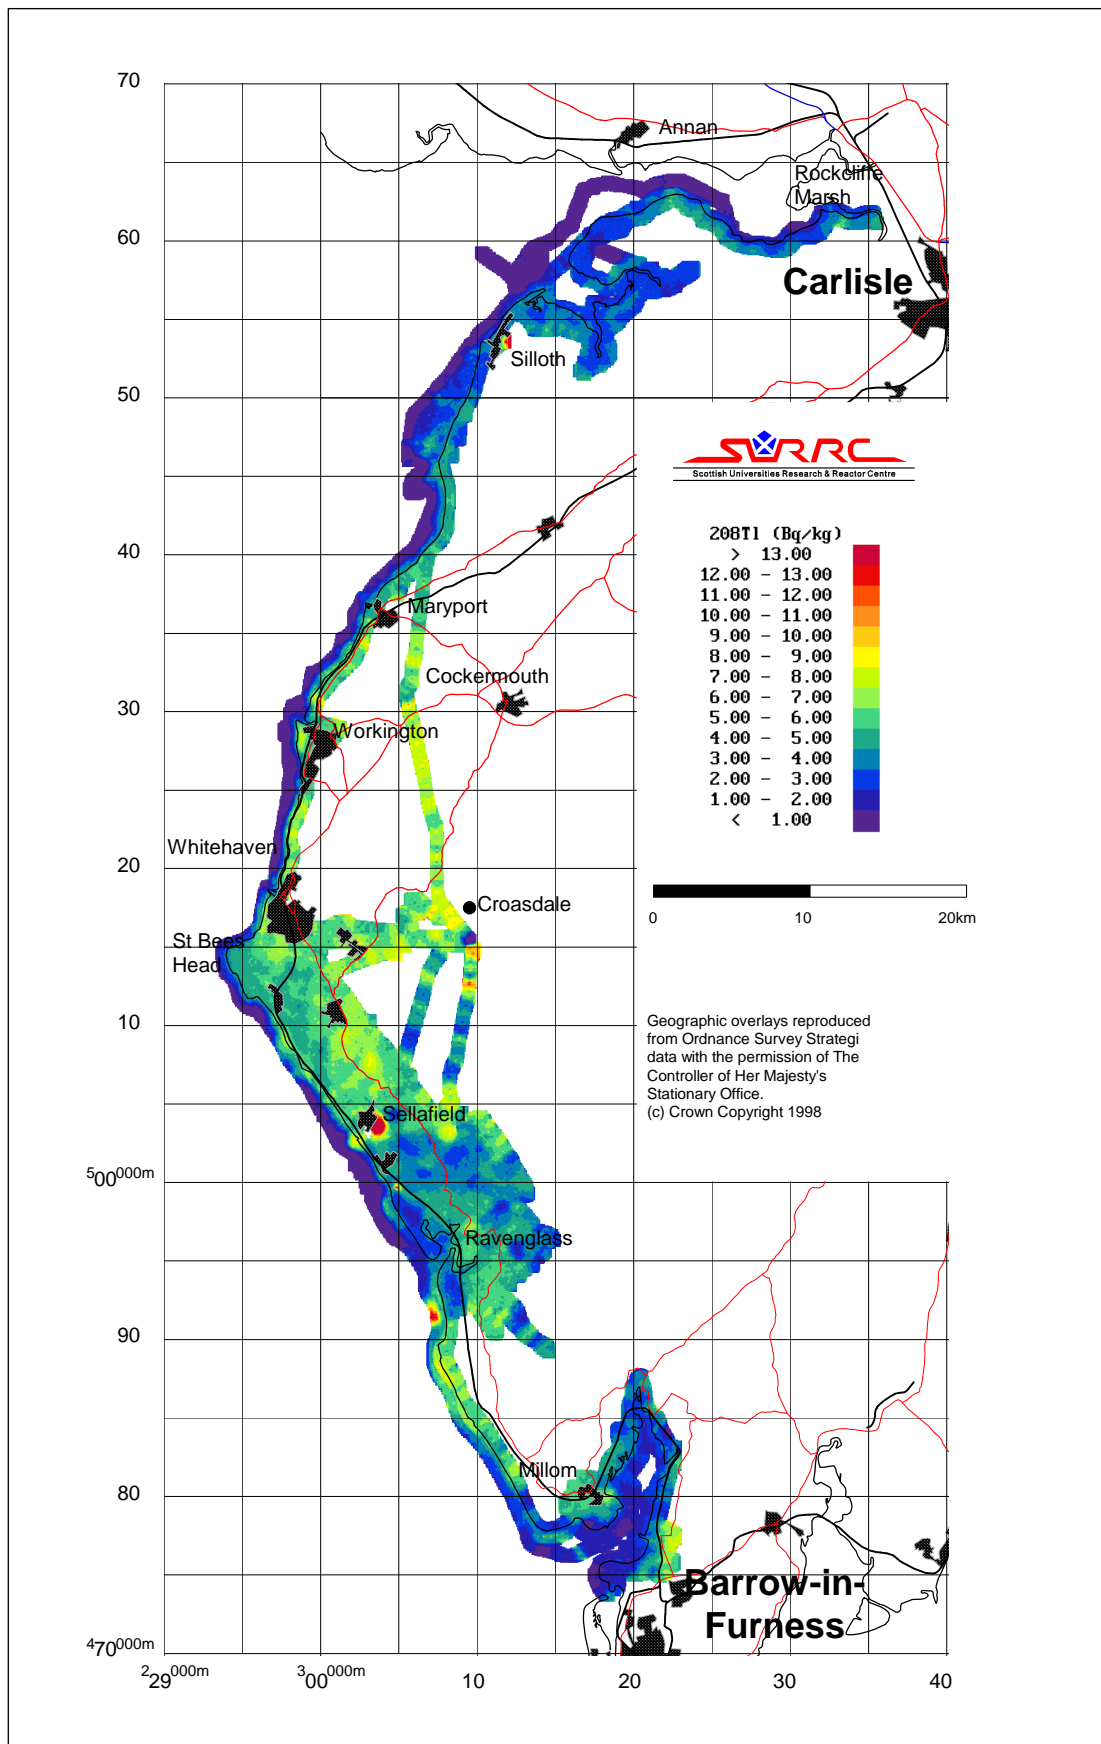 70
Annan
Rockcliffe
Marsh
60
Carlisle
Silloth
50
SURRC
Scottish Universities Research & Reactor Centre
208Tl (Bq/kg)
> 13.00
12.00 - 13.00
11.00 - 12.00
10.00 - 11.00
9.00 - 10.00
8.00 - 9.00
7.00 - 8.00
6.00 - 7.00
5.00 - 6.00
4.00 - 5.00
3.00 - 4.00
2.00 - 3.00
1.00 - 2.00
< 1.00
40
Maryport
Cockermouth
30
Workington
Whitehaven
20
0 10 20km
Croasdale
St Bees
Head
10
Geographic overlays reproduced
from Ordnance Survey Strategi
data with the permission of The
Controller of Her Majesty's
Stationary Office.
(c) Crown Copyright 1998
Sellafield
500000m
Ravenglass
90
Millom
80
Barrow-in-
Furness
470000m
290000m 300000m 10 20 30 40